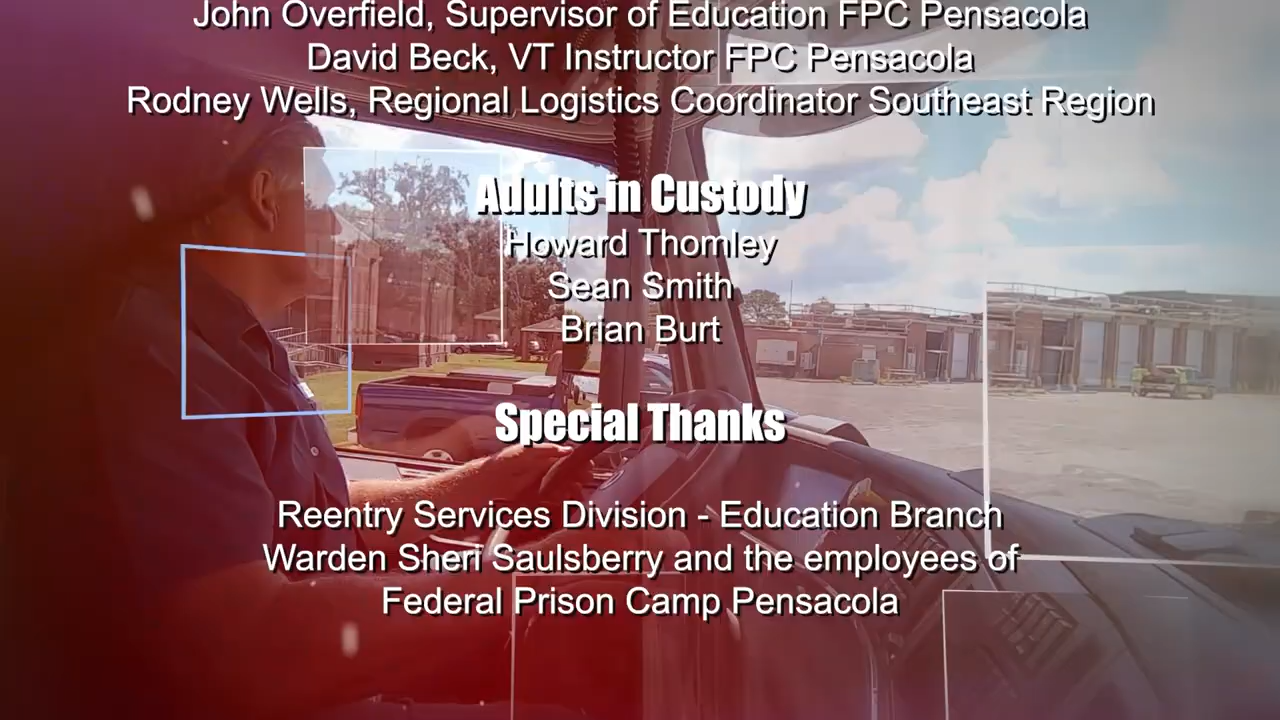 John Overfield, Supervisor of Education FPC Pensacola
David Beck, VT Instructor FPC Pensacola
Rodney Wells, Regional Logistics Coordinator Southeast Region
Adults in Custody
Howard Thomley
Sean Smith
Brian Burt
Special Thanks
Reentry Services Division - Education Branch
Warden Sheri Saulsberry and the employees of
Federal Prison Camp Pensacola